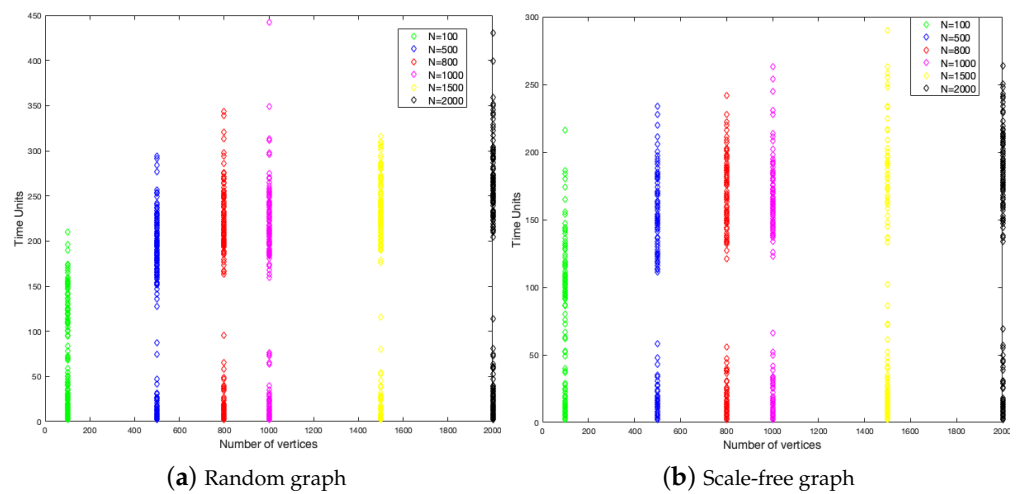 450
400
350
300
250
200
150
100
50
0
Time Units
N=100
N=500
N=800
N=1000
N=1500
N=2000
0 200 400 600 800 1000 1200 1400 1600 1800 2000
Number of vertices
(a) Random graph
300
250
200
150
100
50
0
Time Units
N=100
N=500
N=800
N=1000
N=1500
N=2000
0 200 400 600 800 1000 1200 1400 1600 1800 2000
Number of vertices
(b) Scale-free graph